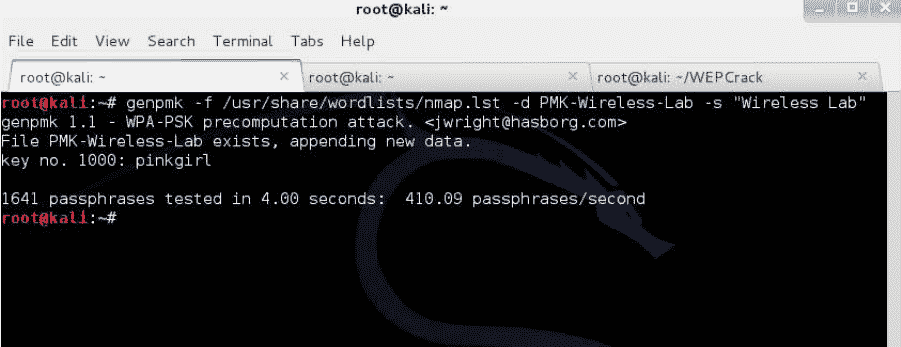 root@kali: ~
File Edit View Search Terminal Tabs Help
root@kali: ~ × root@kali: ~ × root@kali: ~/WEPCrack ×
root@kali:~# genpmk -f /usr/share/wordlists/nmap.lst -d PMK-Wireless-Lab -s "Wireless Lab"
genpmk 1.1 - WPA-PSK precomputation attack. <jwright@hasborg.com>
File PMK-Wireless-Lab exists, appending new data.
key no. 1000: pinkgirl
1641 passphrases tested in 4.00 seconds:  410.09 passphrases/second
root@kali:~#